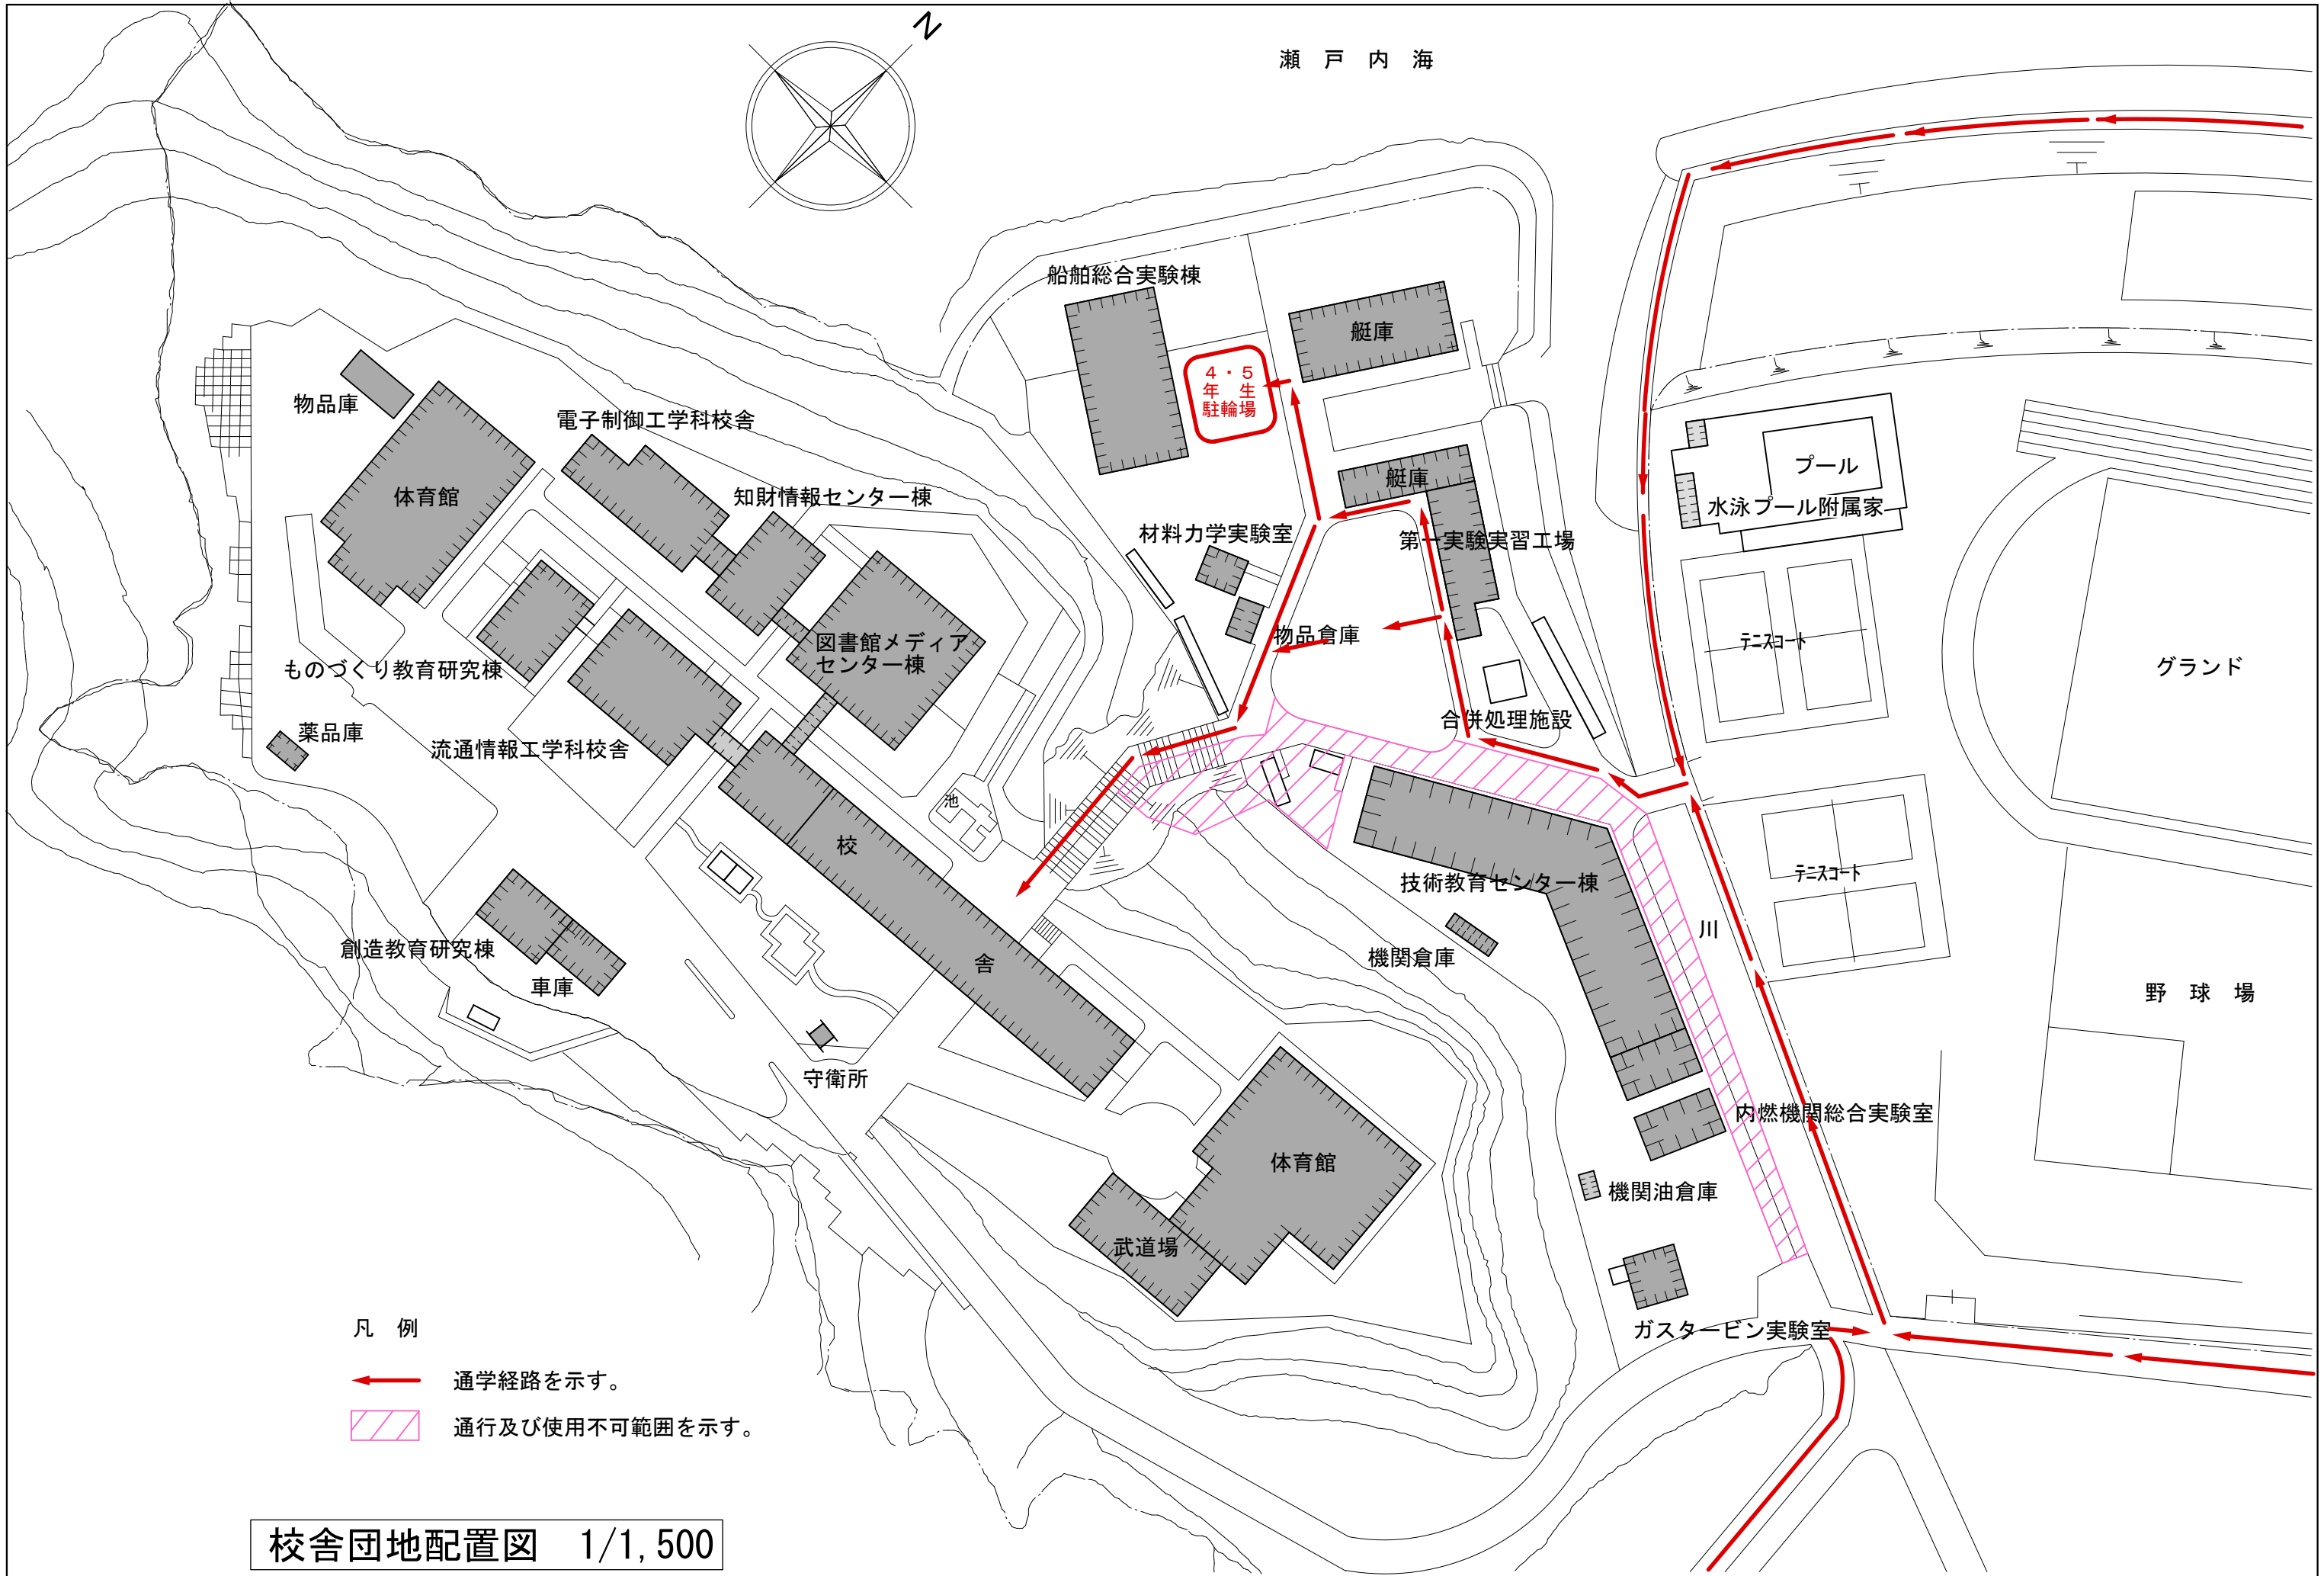 N
瀬 戸 内 海
船舶総合実験棟
艇庫
4・5
年 生
駐輪場
物品庫
電子制御工学科校舎
体育館
知財情報センター棟
艇庫
プール
水泳プール附属家
材料力学実験室
第一実験実習工場
物品倉庫
図書館メディア
センター棟
テニスコート
グランド
ものづくり教育研究棟
薬品庫
流通情報工学科校舎
合併処理施設
池
校
舎
技術教育センター棟
テニスコート
川
創造教育研究棟
車庫
機関倉庫
野 球 場
守衛所
内燃機関総合実験室
体育館
機関油倉庫
武道場
ガスタービン実験室
凡 例
通学経路を示す。
通行及び使用不可範囲を示す。
校舎団地配置図 1/1,500